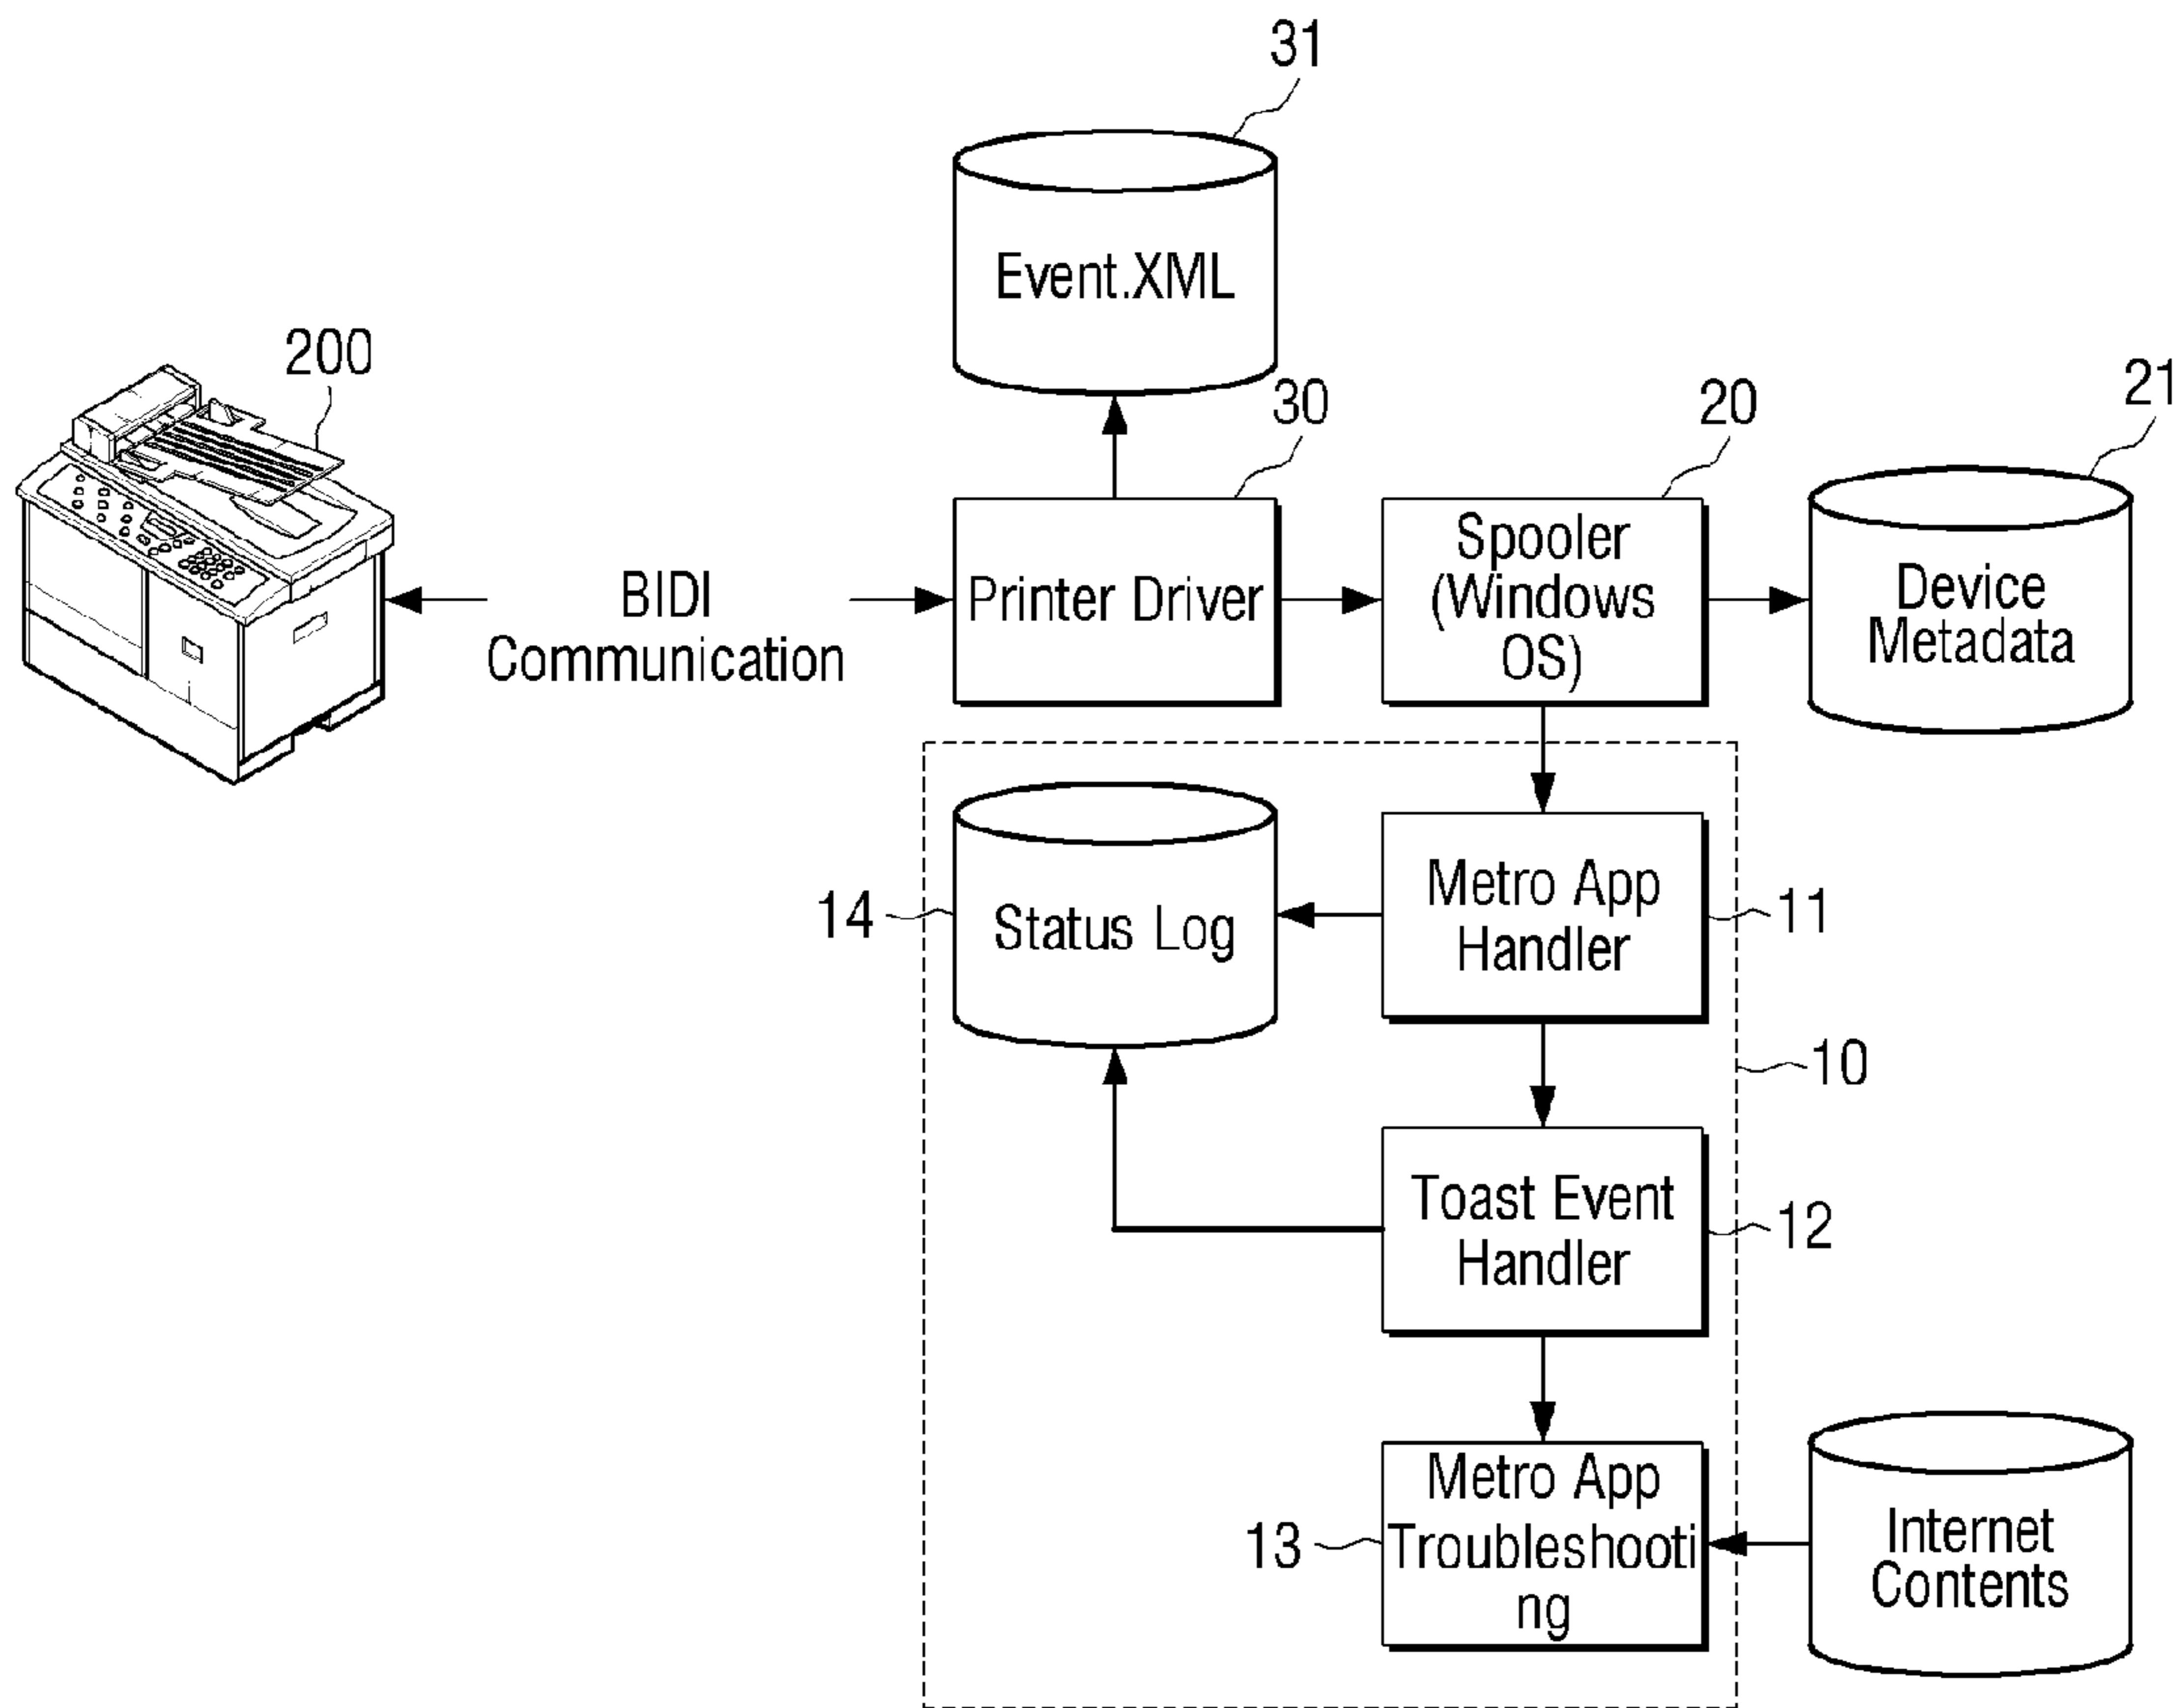 31
Event.XML
200
30
20
21
BIDI
Communication
Printer Driver
Spooler
(Windows
OS)
Device
Metadata
14
Status Log
Metro App
Handler
11
10
Toast Event
Handler
12
13
Metro App
Troubleshooti
ng
Internet
Contents